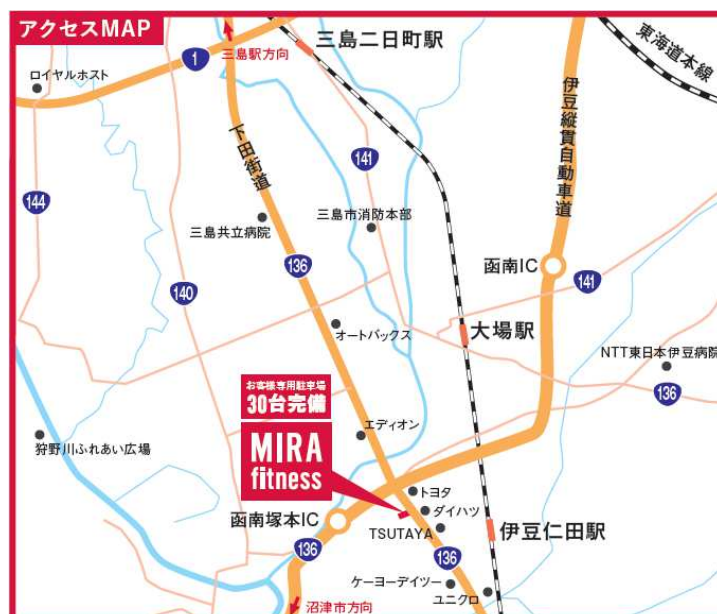 アクセスMAP
三島駅方向
三島二日町駅
東海道本線
1
ロイヤルホスト
伊豆縦貫自動車道
下田街道
141
144
三島市消防本部
三島共立病院
136
函南IC
140
141
オートバックス
大場駅
NTT東日本伊豆病院
136
お客様専用駐車場
30台完備
エディオン
MIRA
fitness
狩野川ふれあい広場
トヨタ
ダイハツ
函南塚本IC
TSUTAYA
伊豆仁田駅
136
136
ケーヨーデイツー
ユニクロ
沼津市方向